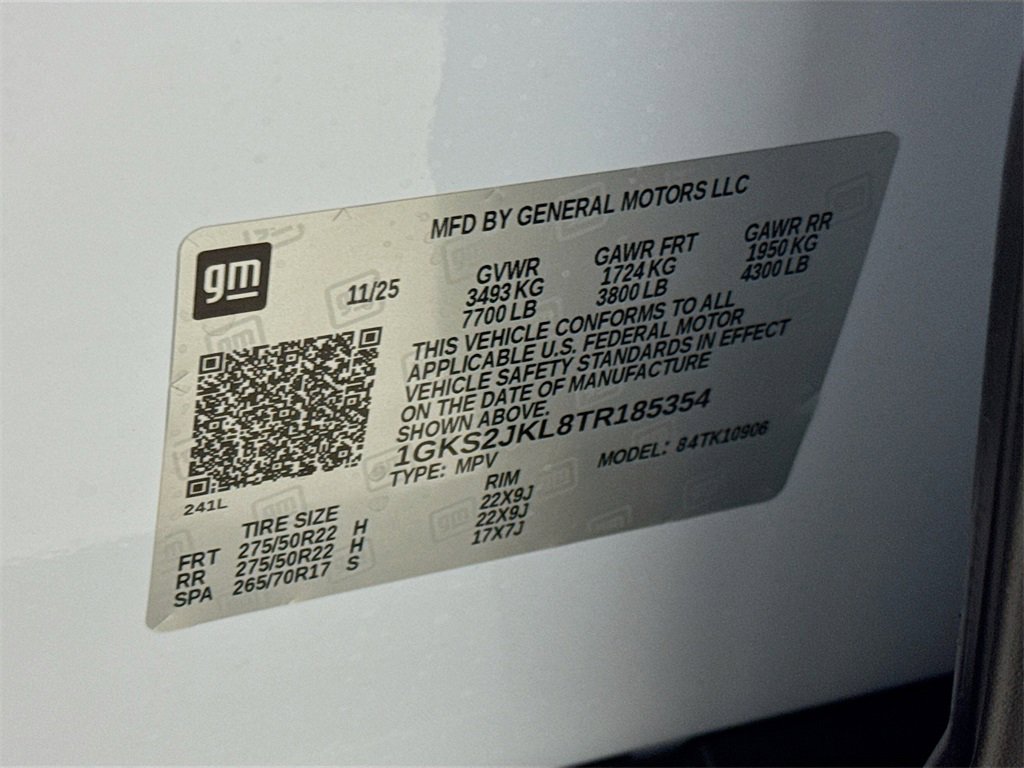 MFD BY GENERAL MOTORS LLC
gm
11/25
GVWR GAWR FRT GAWR RR
3493 KG 1724 KG 1950 KG
7700 LB 3800 LB 4300 LB
THIS VEHICLE CONFORMS TO ALL
APPLICABLE U.S. FEDERAL MOTOR
VEHICLE SAFETY STANDARDS IN EFFECT
ON THE DATE OF MANUFACTURE
SHOWN ABOVE.
1GKS2JKL8TR185354
TYPE: MPV MODEL: 84TK10906
241L
TIRE SIZE RIM
FRT 275/50R22 H 22X9J
RR 275/50R22 H 22X9J
SPA 265/70R17 S 17X7J